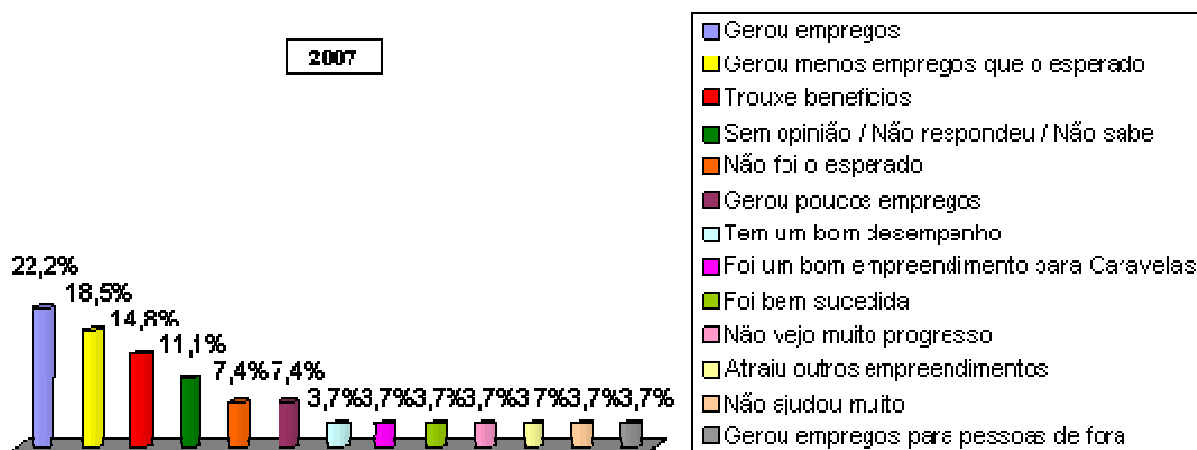 2007
22,2%
18,5%
14,8%
11,1%
7,4% 7,4%
3,7% 3,7% 3,7% 3,7% 3,7% 3,7% 3,7%
Gerou empregos
Gerou menos empregos que o esperado
Trouxe benefícios
Sem opinião / Não respondeu / Não sabe
Não foi o esperado
Gerou poucos empregos
Tem um bom desempenho
Foi um bom empreendimento para Caravelas
Foi bem sucedida
Não vejo muito progresso
Atraiu outros empreendimentos
Não ajudou muito
Gerou empregos para pessoas de fora